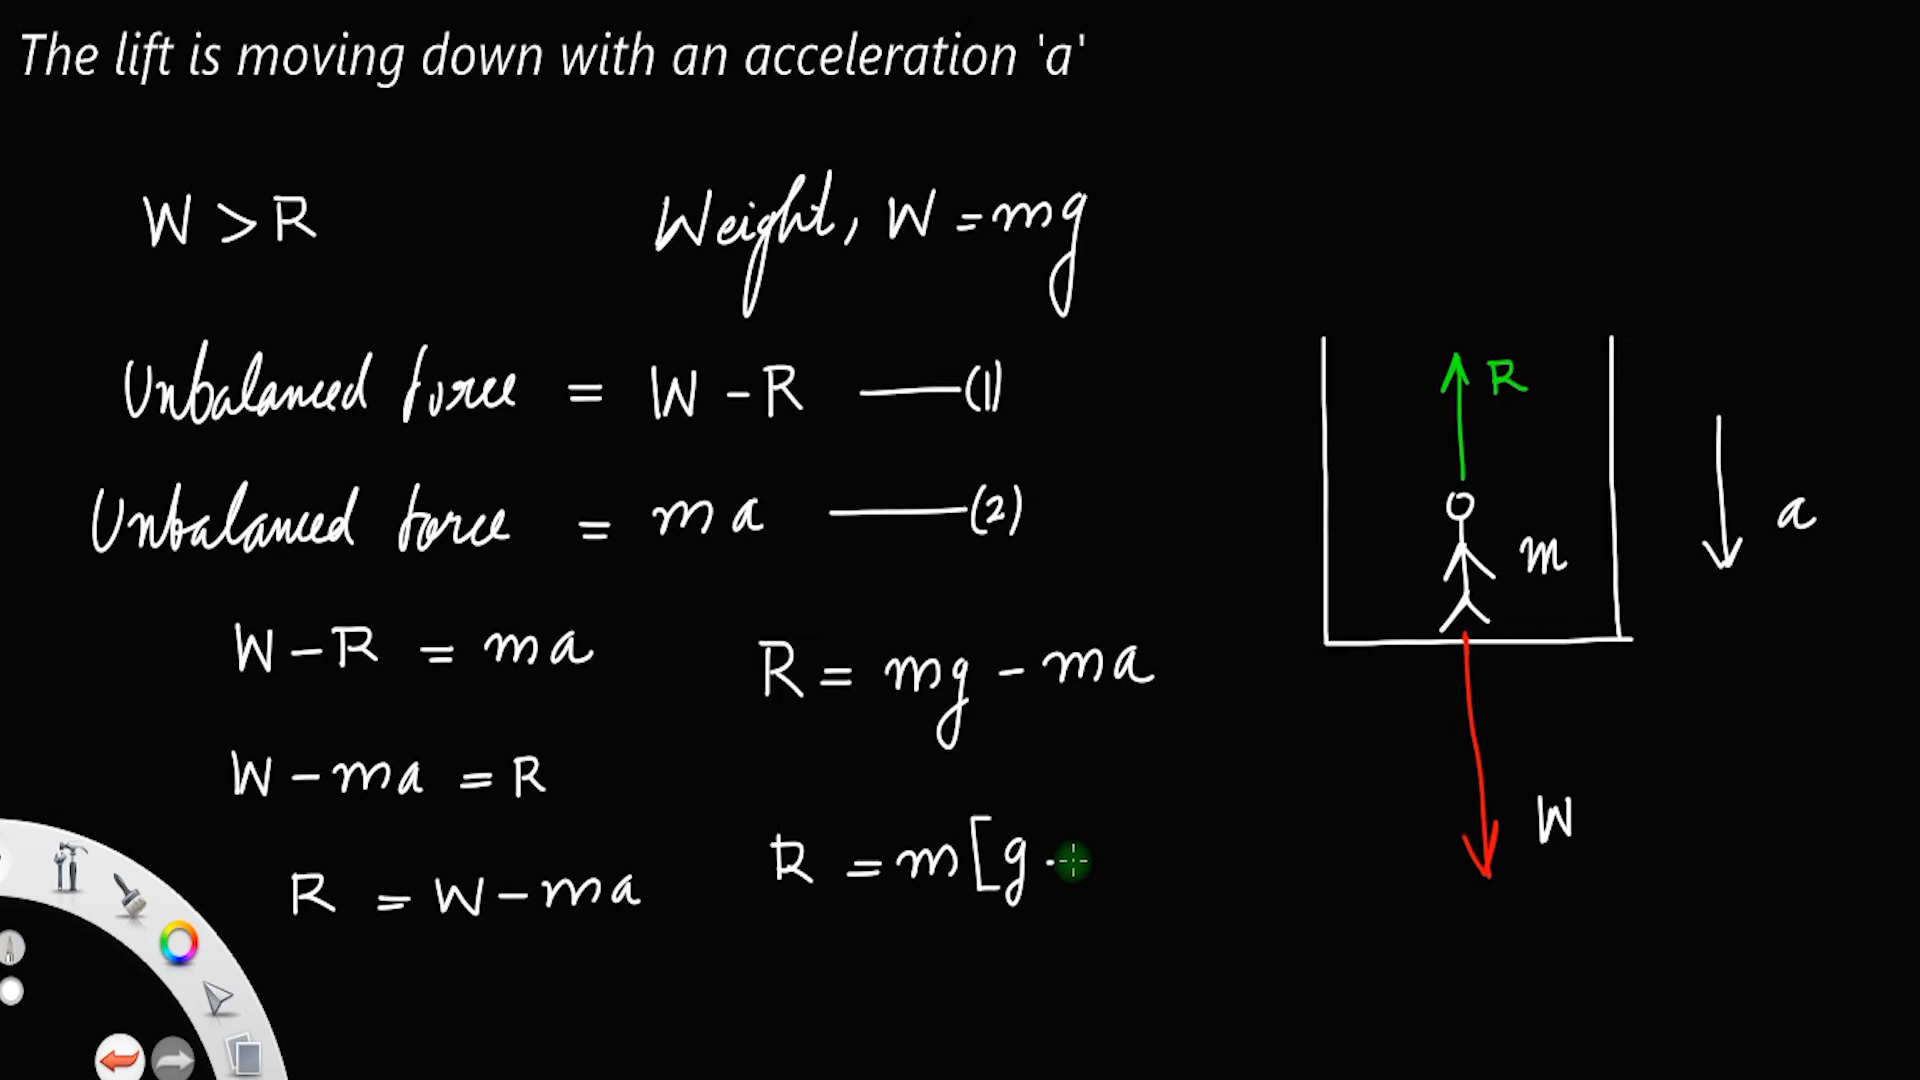 The lift is moving down with an acceleration 'a'
W > R
Weight, W = mg
Unbalanced force = W - R —— (1)
Unbalanced force = ma —— (2)
W - R = ma
W - ma = R
R = W - ma
R = mg - ma
R = m[g -
R
m
a
W